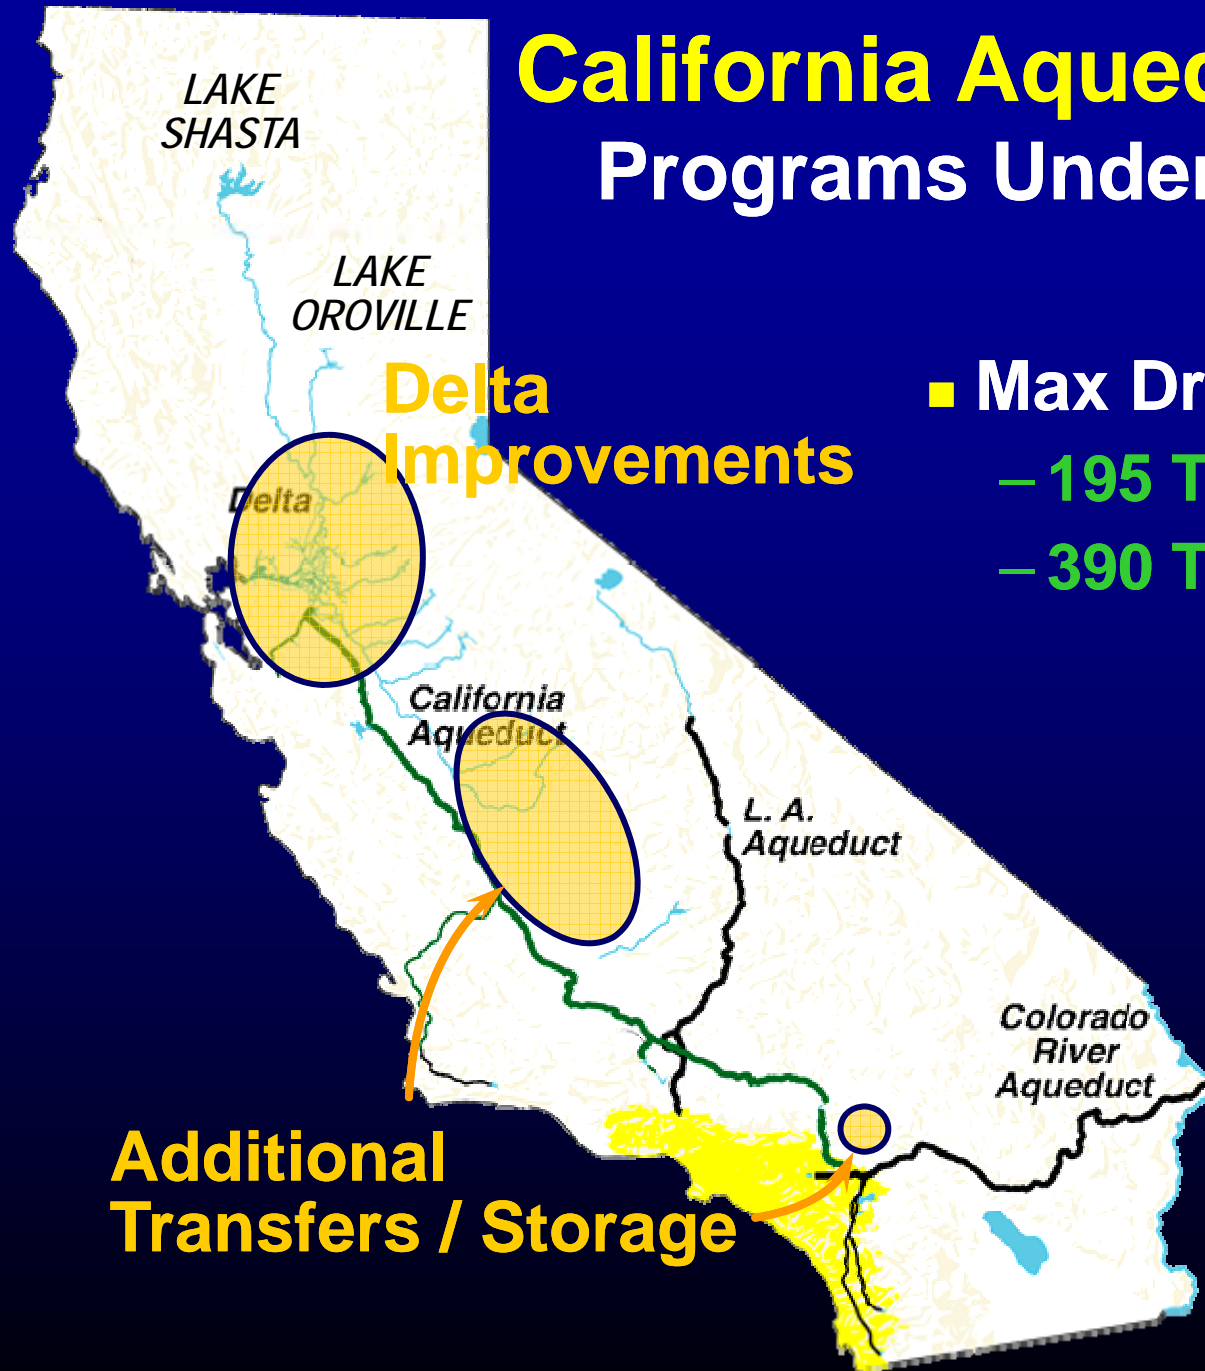 California Aqued
Programs Under
LAKE
SHASTA
LAKE
OROVILLE
Delta
Improvements
Max Dr
– 195 T
– 390 T
Delta
California
Aqueduct
L. A.
Aqueduct
Colorado
River
Aqueduct
Additional
Transfers / Storage